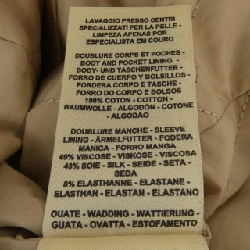 LAVAGGIO PRESSO CENTRI
SPECIALIZZATI PER LA PELLE -
LIMPEZA APENAS POR
ESPECIALISTA EM COURO
DOUBLURE CORPS ET POCHES -
BODY AND POCKET LINING -
BODY- UND TASCHENFUTTER -
FORRO DE CUERPO Y BOLSILLOS -
FODERA CORPO E TASCHE -
FORRO DO CORPO E BOLSOS
100% COTON - COTTON -
BAUMWOLLE - ALGODÓN - COTONE
- ALGODAO
DOUBLURE MANCHE - SLEEVE
LINING - ÄRMELFUTTER - FODERA
MANICA - FORRO MANGA
49% VISCOSE - VISKOSE - VISCOSA
43% SOIE - SILK - SEIDE - SETA -
SEDA
8% ELASTHANNE - ELASTANE -
ELASTHAN - ELASTAN - ELASTANO
OUATE - WADDING - WATTIERUNG -
GUATA - OVATTA - ESTOFAMENTO